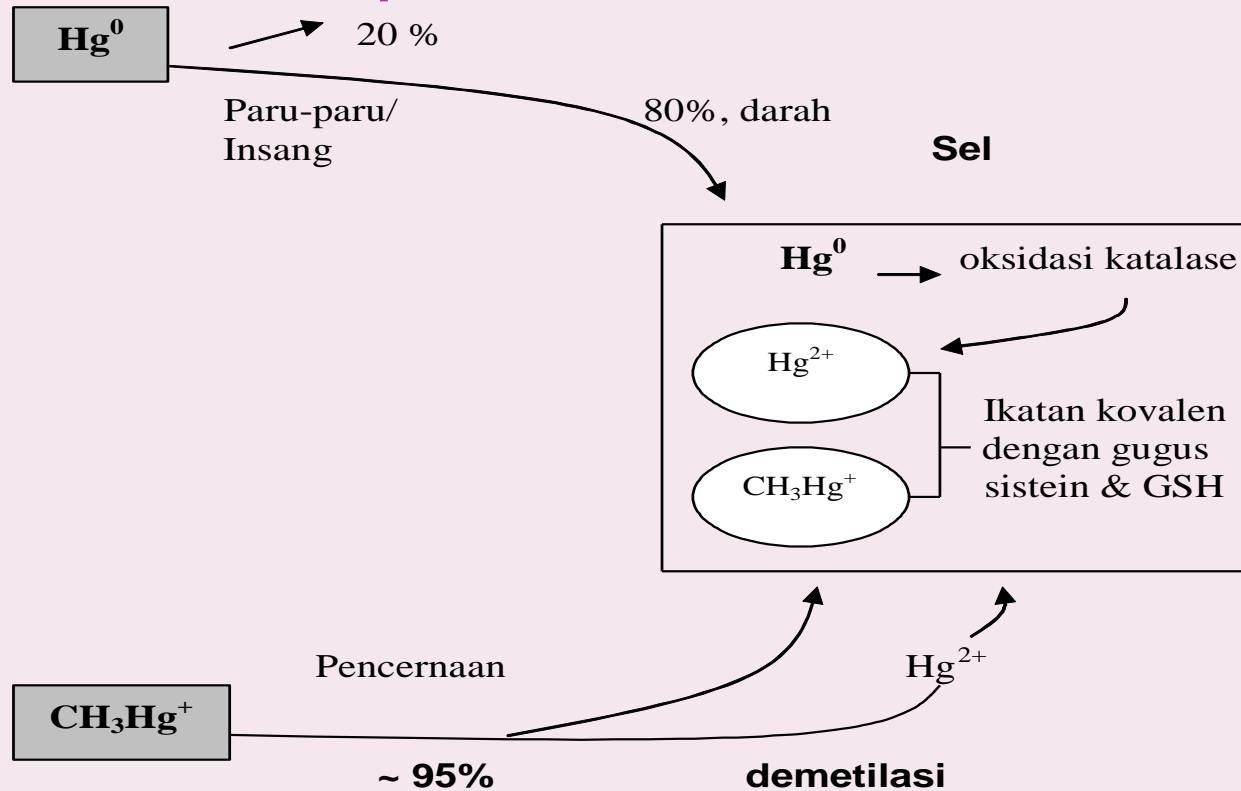 Hg⁰
20 %
Paru-paru/
Insang
80%, darah
Sel
Hg⁰
oksidasi katalase
Hg²⁺
CH₃Hg⁺
Ikatan kovalen
dengan gugus
sistein & GSH
Pencernaan
Hg²⁺
CH₃Hg⁺
~ 95%
demetilasi